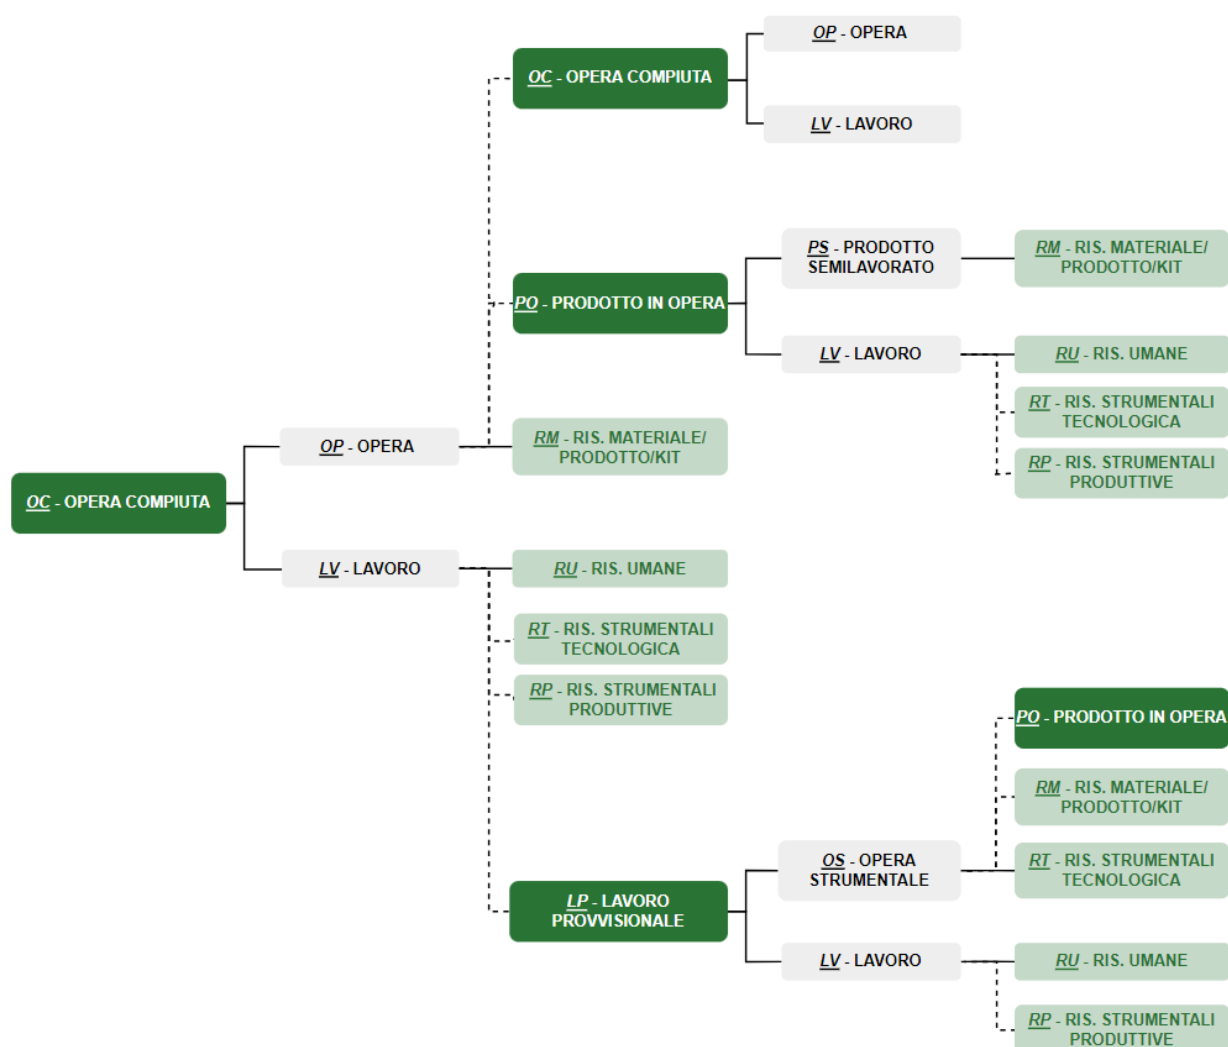 OP - OPERA
OC - OPERA COMPIUTA
LV - LAVORO
PS - PRODOTTO
SEMILAVORATO
RM - RIS. MATERIALE/
PRODOTTO/KIT
PO - PRODOTTO IN OPERA
LV - LAVORO
RU - RIS. UMANE
RT - RIS. STRUMENTALI
TECNOLOGICA
RP - RIS. STRUMENTALI
PRODUTTIVE
OP - OPERA
RM - RIS. MATERIALE/
PRODOTTO/KIT
OC - OPERA COMPIUTA
LV - LAVORO
RU - RIS. UMANE
RT - RIS. STRUMENTALI
TECNOLOGICA
RP - RIS. STRUMENTALI
PRODUTTIVE
PO - PRODOTTO IN OPERA
RM - RIS. MATERIALE/
PRODOTTO/KIT
OS - OPERA
STRUMENTALE
RT - RIS. STRUMENTALI
TECNOLOGICA
LP - LAVORO
PROVVISIONALE
LV - LAVORO
RU - RIS. UMANE
RP - RIS. STRUMENTALI
PRODUTTIVE